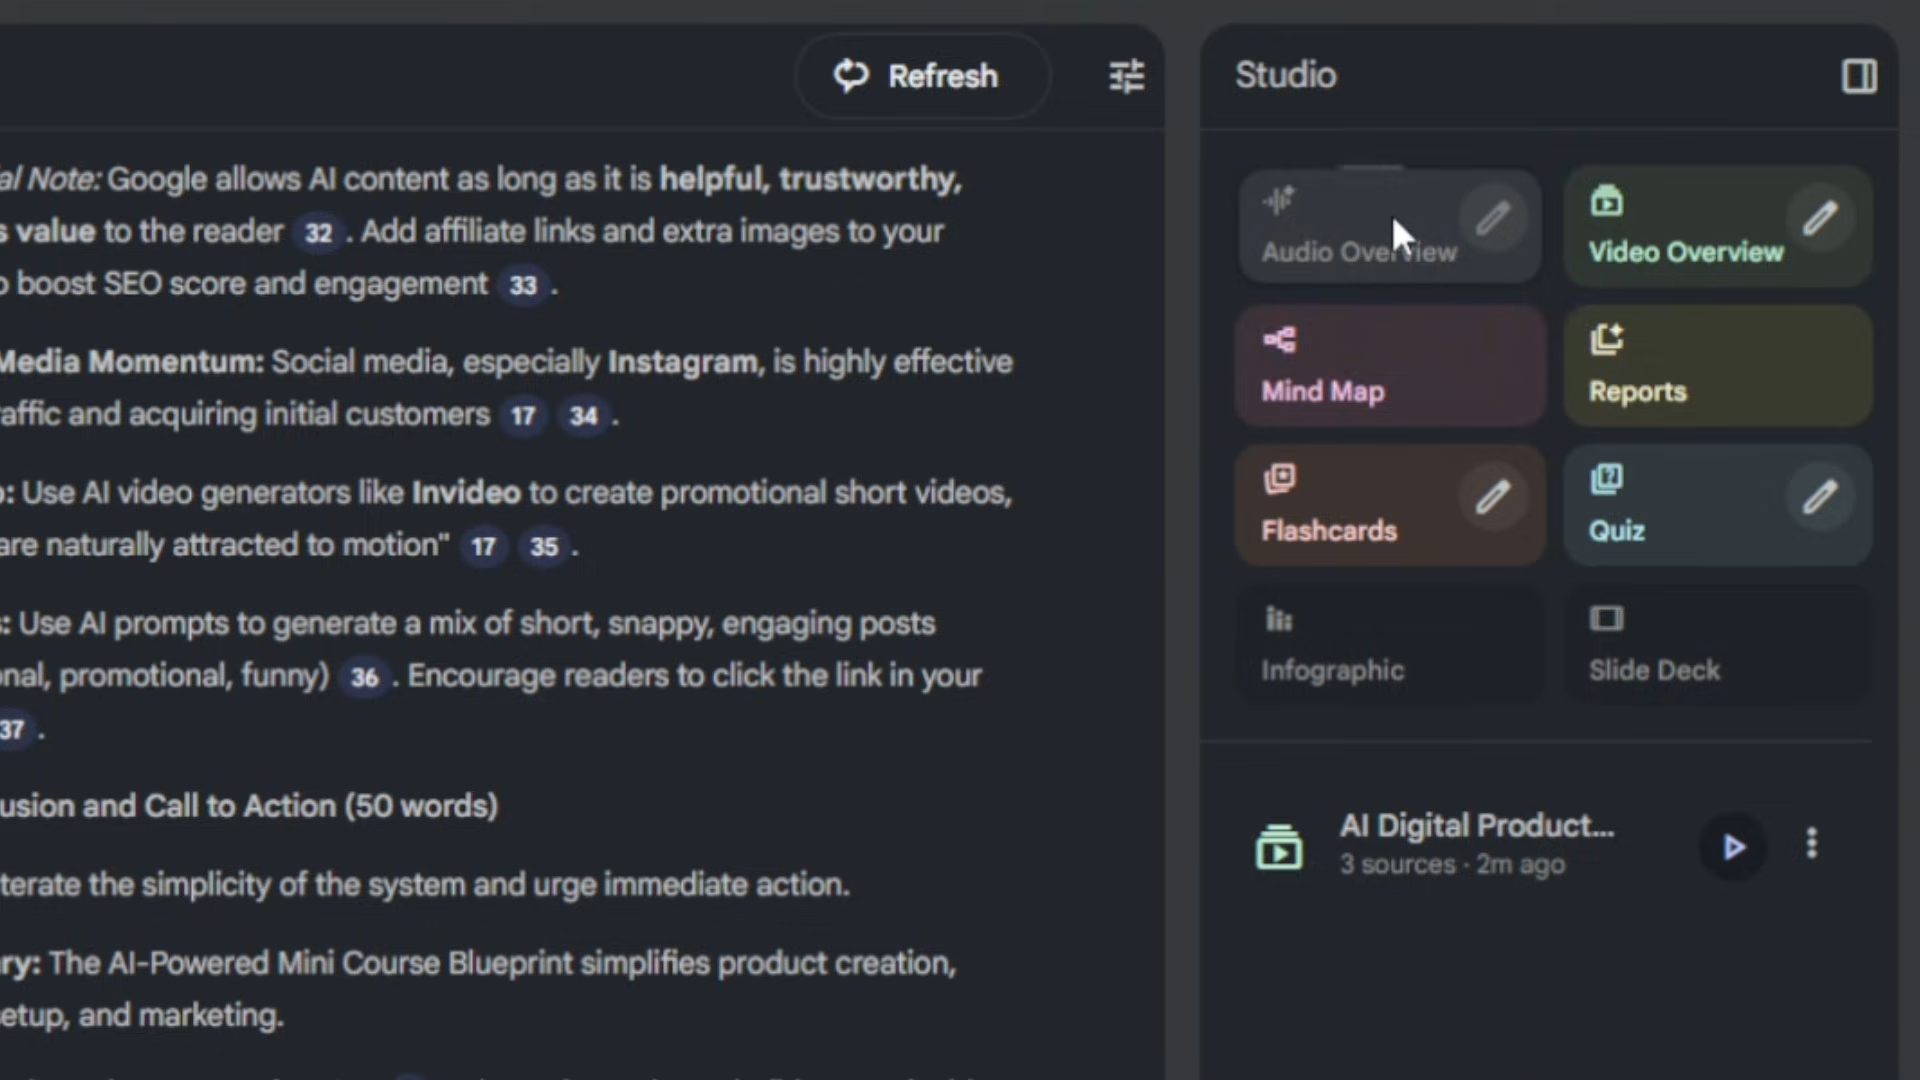 Refresh
al Note: Google allows AI content as long as it is helpful, trustworthy,
s value to the reader 32 . Add affiliate links and extra images to your
o boost SEO score and engagement 33 .
Media Momentum: Social media, especially Instagram, is highly effective
affic and acquiring initial customers 17 34 .
o: Use AI video generators like Invideo to create promotional short videos,
are naturally attracted to motion" 17 35 .
s: Use AI prompts to generate a mix of short, snappy, engaging posts
onal, promotional, funny) 36 . Encourage readers to click the link in your
37 .
usion and Call to Action (50 words)
terate the simplicity of the system and urge immediate action.
ry: The AI-Powered Mini Course Blueprint simplifies product creation,
setup, and marketing.
Studio
Audio Overview
Video Overview
Mind Map
Reports
Flashcards
Quiz
Infographic
Slide Deck
AI Digital Product...
3 sources · 2m ago